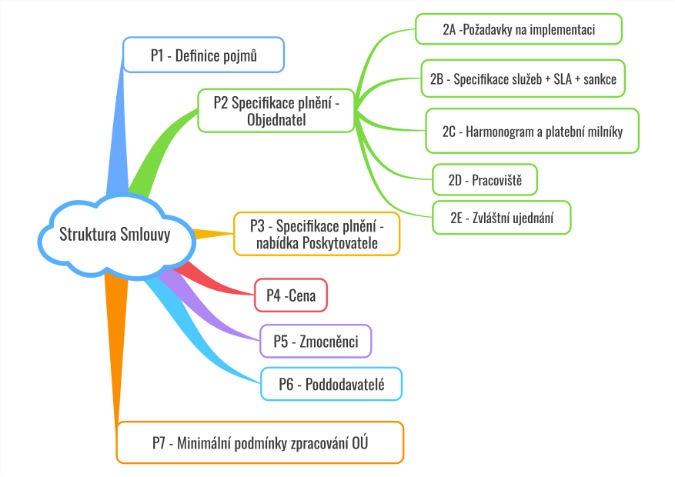 P1 - Definice pojmů
P2 Specifikace plnění -
Objednatel
2A -Požadavky na implementaci
2B - Specifikace služeb + SLA + sankce
2C - Harmonogram a platební milníky
2D - Pracoviště
2E - Zvláštní ujednání
Struktura Smlouvy
P3 - Specifikace plnění -
nabídka Poskytovatele
P4 -Cena
P5 - Zmocněnci
P6 - Poddodavatelé
P7 - Minimální podmínky zpracování OÚ